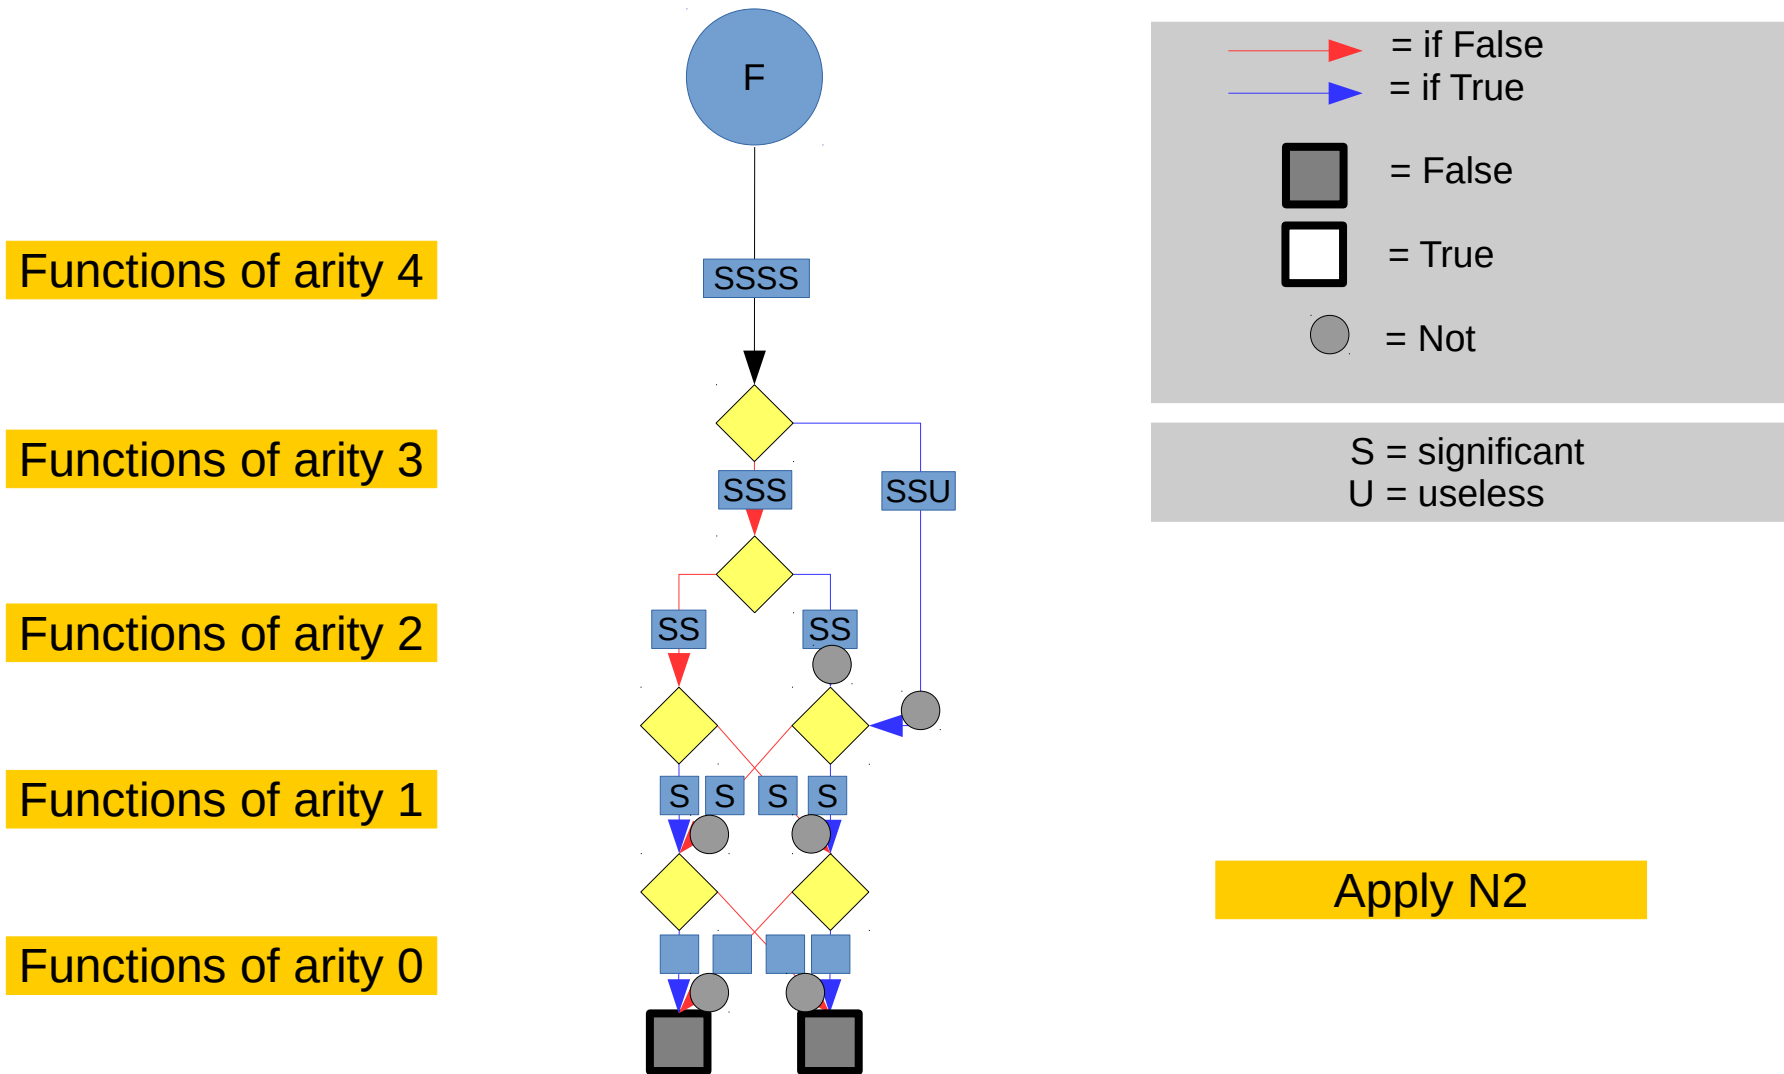 F
= if False
= if True
= False
= True
= Not
Functions of arity 4
SSSS
Functions of arity 3
SSS
SSU
S = significant
U = useless
Functions of arity 2
SS
SS
Functions of arity 1
S
S
S
S
Apply N2
Functions of arity 0